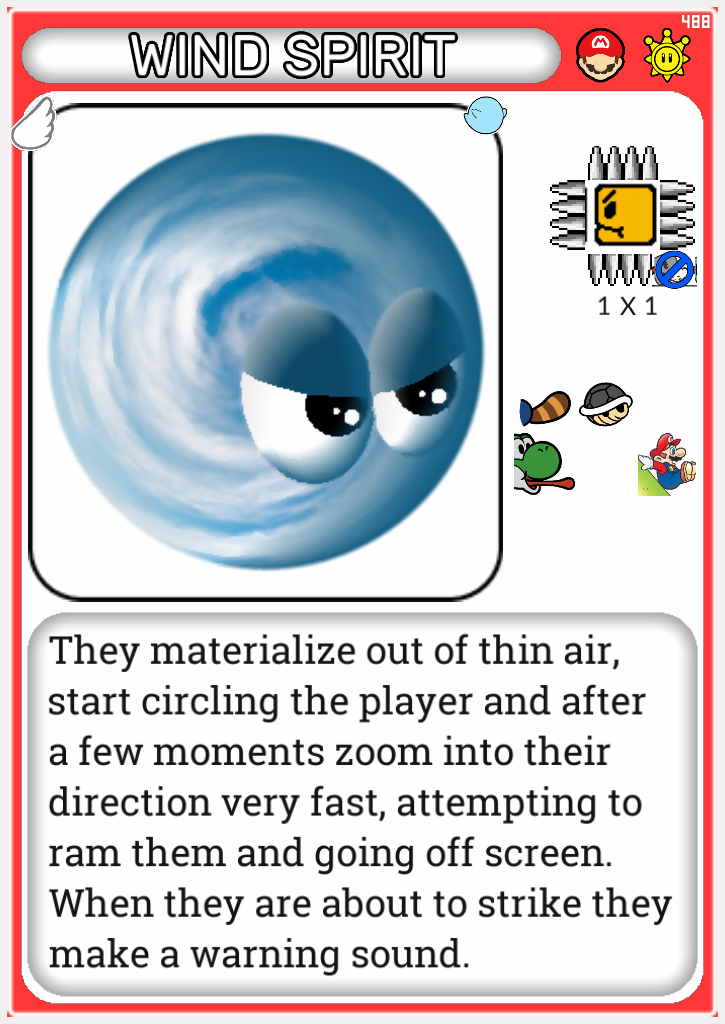 488
WIND SPIRIT
1 X 1
They materialize out of thin air,
start circling the player and after
a few moments zoom into their
direction very fast, attempting to
ram them and going off screen.
When they are about to strike they
make a warning sound.